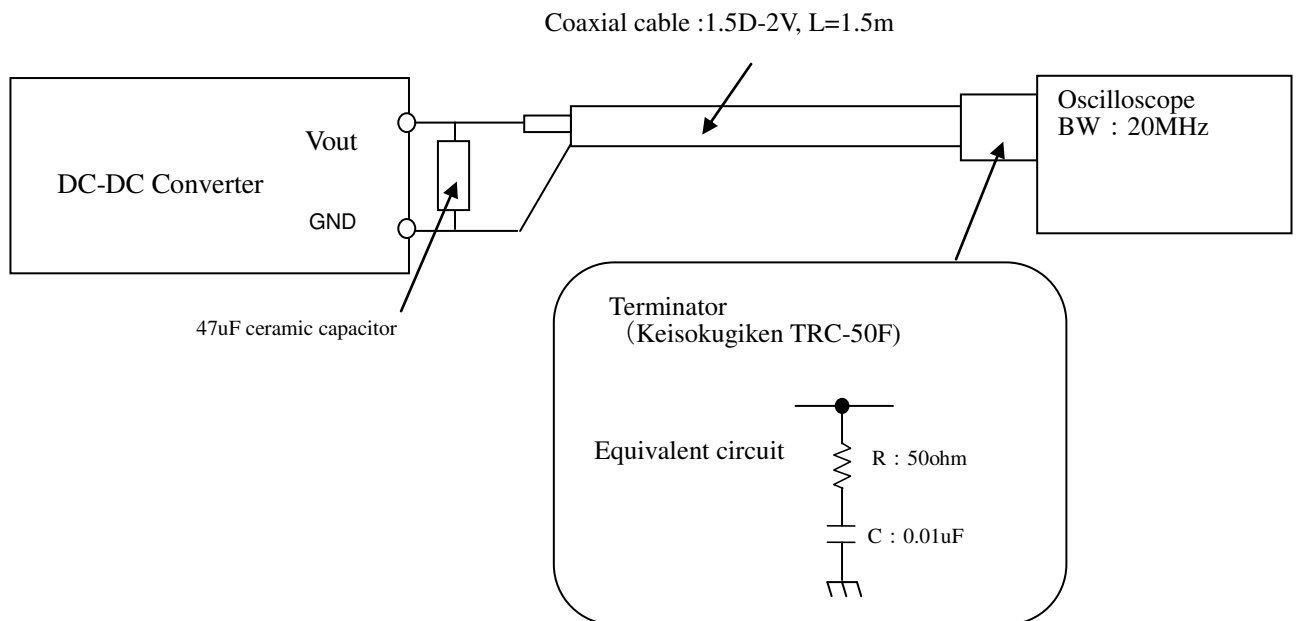 Coaxial cable :1.5D-2V, L=1.5m
Oscilloscope
BW：20MHz
Vout
DC-DC Converter
GND
47uF ceramic capacitor
Terminator
（Keisokugiken TRC-50F)
Equivalent circuit
R：50ohm
C：0.01uF